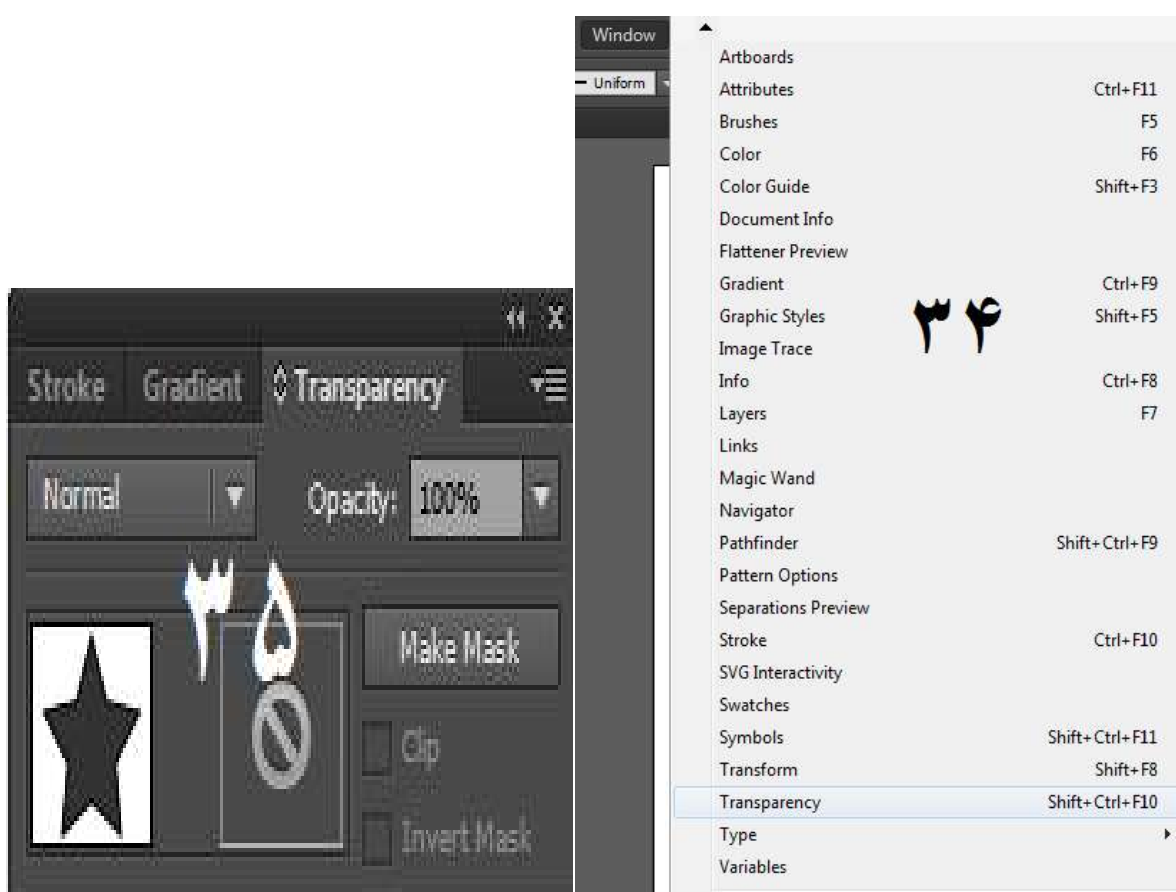 Window
Uniform
Artboards
Attributes Ctrl+F11
Brushes F5
Color F6
Color Guide Shift+F3
Document Info
Flattener Preview
Gradient Ctrl+F9
Graphic Styles Shift+F5
۳۴
Image Trace
Info Ctrl+F8
Layers F7
Links
Magic Wand
Navigator
Pathfinder Shift+Ctrl+F9
Pattern Options
Separations Preview
Stroke Ctrl+F10
SVG Interactivity
Swatches
Symbols Shift+Ctrl+F11
Transform Shift+F8
Transparency Shift+Ctrl+F10
Type
Variables
Stroke Gradient Transparency
Normal Opacity: 100%
۳۵
Make Mask
Clip
Invert Mask